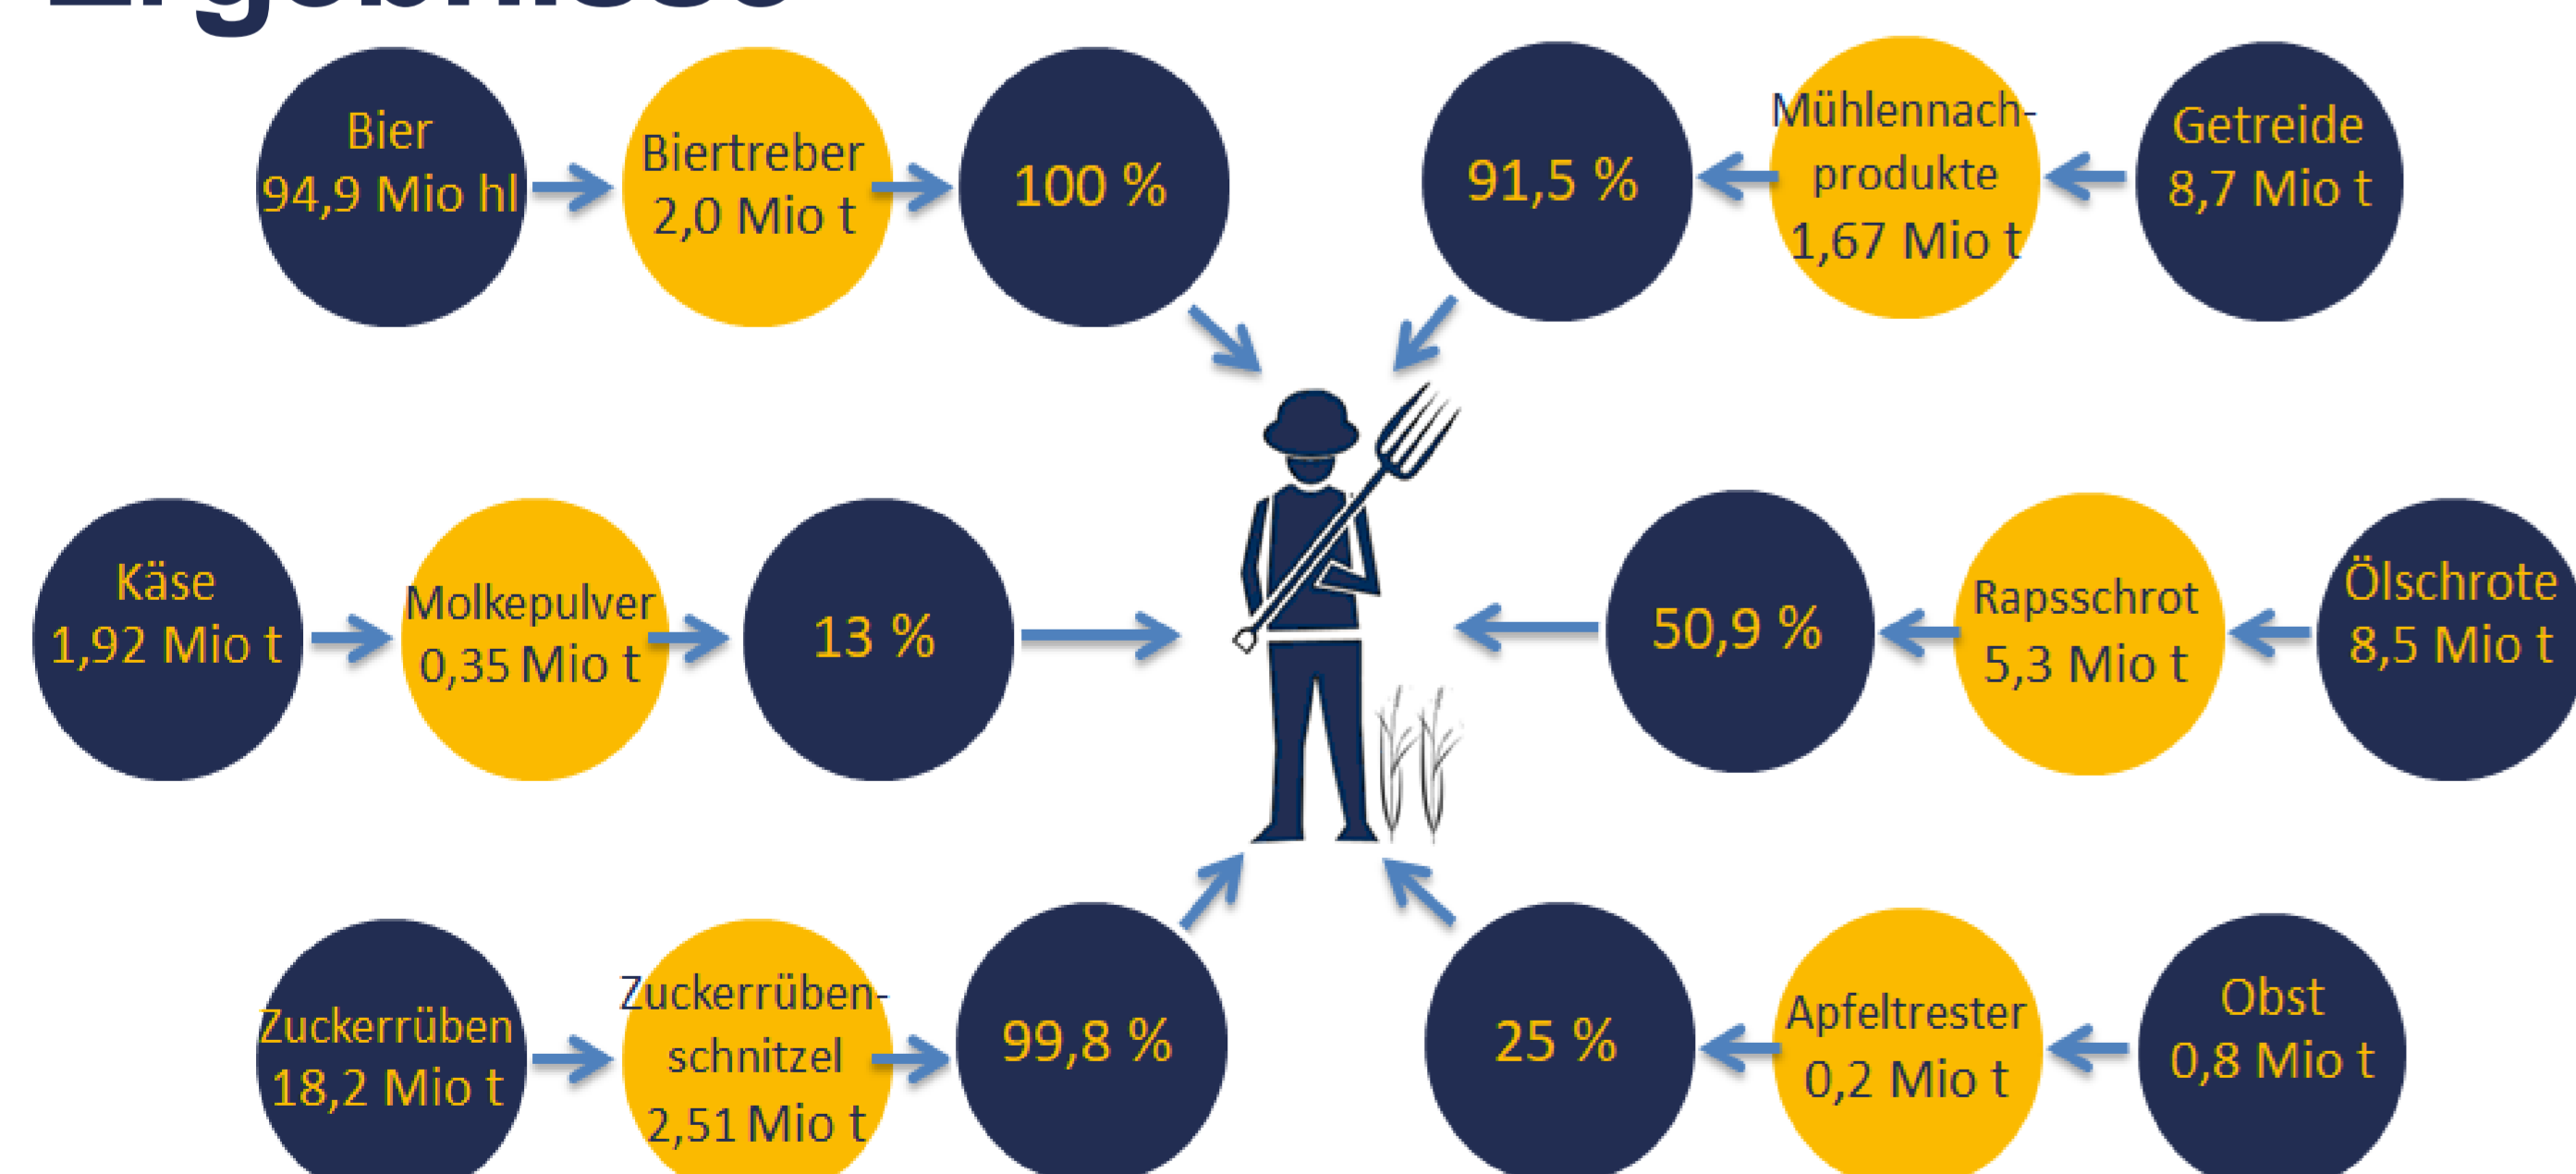 Ergebnisse
Bier
94,9 Mio hl
Biertreber
2,0 Mio t
100 %
91,5 %
Mühlennach-
produkte
1,67 Mio t
Getreide
8,7 Mio t
Käse
1,92 Mio t
Molkepulver
0,35 Mio t
13 %
50,9 %
Rapsschrot
5,3 Mio t
Ölschrote
8,5 Mio t
Zuckerrüben
18,2 Mio t
Zuckerrüben-
schnitzel
2,51 Mio t
99,8 %
25 %
Apfeltrester
0,2 Mio t
Obst
0,8 Mio t